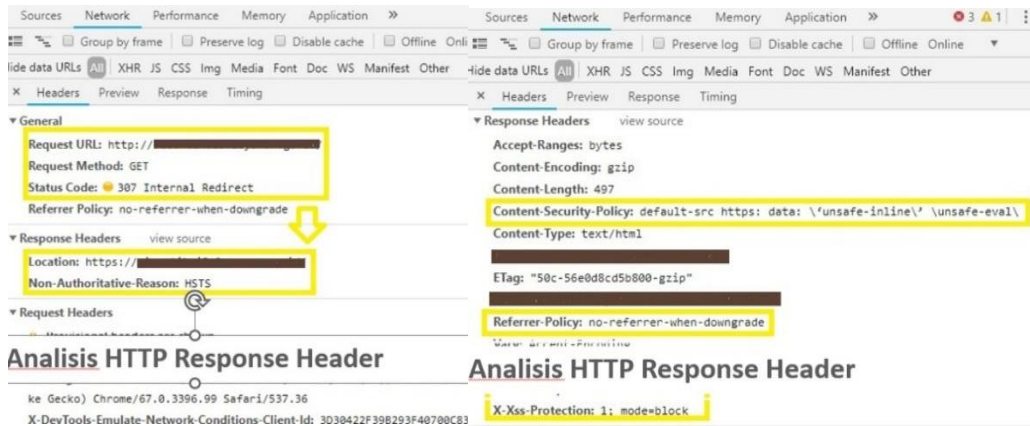 Sources Network Performance Memory Application »
Group by frame Preserve log Disable cache Offline Onli
lide data URLs All XHR JS CSS Img Media Font Doc WS Manifest Other
× Headers Preview Response Timing
▼ General
Request URL: http://
Request Method: GET
Status Code: 307 Internal Redirect
Referrer Policy: no-referrer-when-downgrade
▼ Response Headers view source
Location: https://
Non-Authoritative-Reason: HSTS
▼ Request Headers
Analisis HTTP Response Header
ke Gecko) Chrome/67.0.3396.99 Safari/537.36
X-DevTools-Emulate-Network-Conditions-Client-Id: 3D30422F39B293F40700C83
Sources Network Performance Memory Application » 3 1
Group by frame Preserve log Disable cache Offline Online ▼
Hide data URLs All XHR JS CSS Img Media Font Doc WS Manifest Other
× Headers Preview Response Timing
▼ Response Headers view source
Accept-Ranges: bytes
Content-Encoding: gzip
Content-Length: 497
Content-Security-Policy: default-src https: data: \‘unsafe-inline\’ \unsafe-eval\
Content-Type: text/html
ETag: "50c-56e0d8cd5b800-gzip"
Referrer-Policy: no-referrer-when-downgrade
Analisis HTTP Response Header
X-Xss-Protection: 1; mode=block